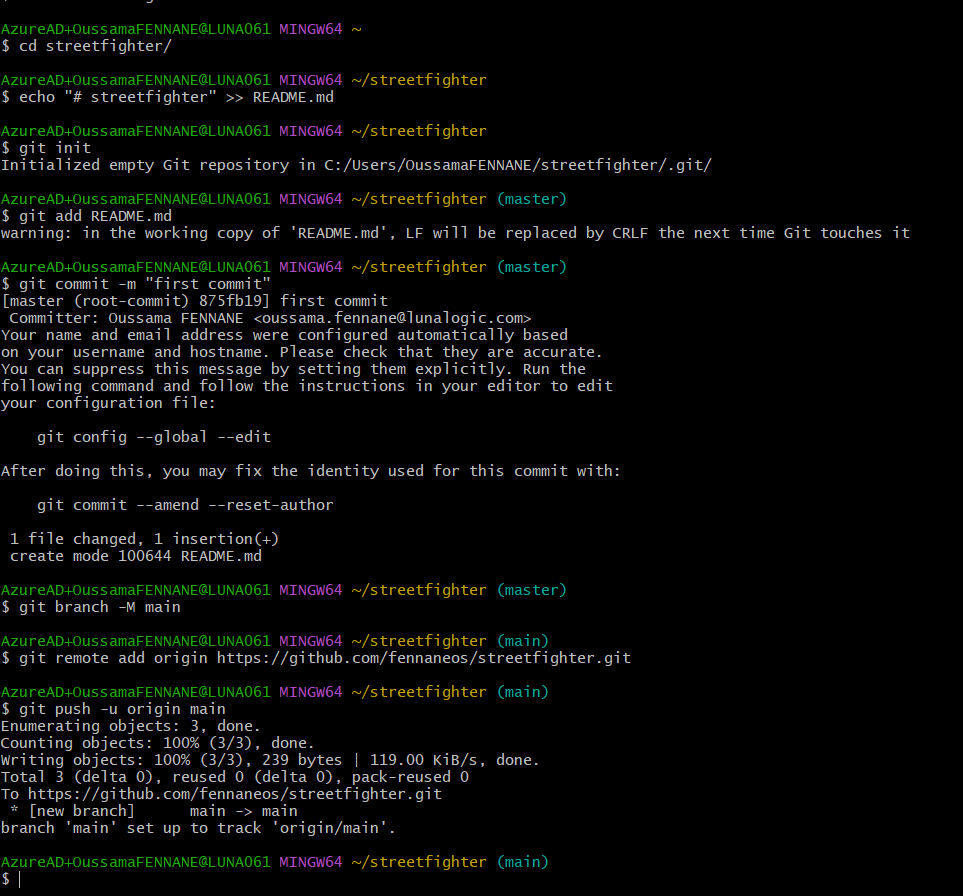 AzureAD+OussamaFENNANE@LUNA061 MINGW64 ~
$ cd streetfighter/
AzureAD+OussamaFENNANE@LUNA061 MINGW64 ~/streetfighter
$ echo "# streetfighter" >> README.md
AzureAD+OussamaFENNANE@LUNA061 MINGW64 ~/streetfighter
$ git init
Initialized empty Git repository in C:/Users/OussamaFENNANE/streetfighter/.git/
AzureAD+OussamaFENNANE@LUNA061 MINGW64 ~/streetfighter (master)
$ git add README.md
warning: in the working copy of 'README.md', LF will be replaced by CRLF the next time Git touches it
AzureAD+OussamaFENNANE@LUNA061 MINGW64 ~/streetfighter (master)
$ git commit -m "first commit"
[master (root-commit) 875fb19] first commit
 Committer: Oussama FENNANE <oussama.fennane@lunalogic.com>
Your name and email address were configured automatically based
on your username and hostname. Please check that they are accurate.
You can suppress this message by setting them explicitly. Run the
following command and follow the instructions in your editor to edit
your configuration file:
    git config --global --edit
After doing this, you may fix the identity used for this commit with:
    git commit --amend --reset-author
 1 file changed, 1 insertion(+)
 create mode 100644 README.md
AzureAD+OussamaFENNANE@LUNA061 MINGW64 ~/streetfighter (master)
$ git branch -M main
AzureAD+OussamaFENNANE@LUNA061 MINGW64 ~/streetfighter (main)
$ git remote add origin https://github.com/fennaneos/streetfighter.git
AzureAD+OussamaFENNANE@LUNA061 MINGW64 ~/streetfighter (main)
$ git push -u origin main
Enumerating objects: 3, done.
Counting objects: 100% (3/3), done.
Writing objects: 100% (3/3), 239 bytes | 119.00 KiB/s, done.
Total 3 (delta 0), reused 0 (delta 0), pack-reused 0
To https://github.com/fennaneos/streetfighter.git
 * [new branch]      main -> main
branch 'main' set up to track 'origin/main'.
AzureAD+OussamaFENNANE@LUNA061 MINGW64 ~/streetfighter (main)
$